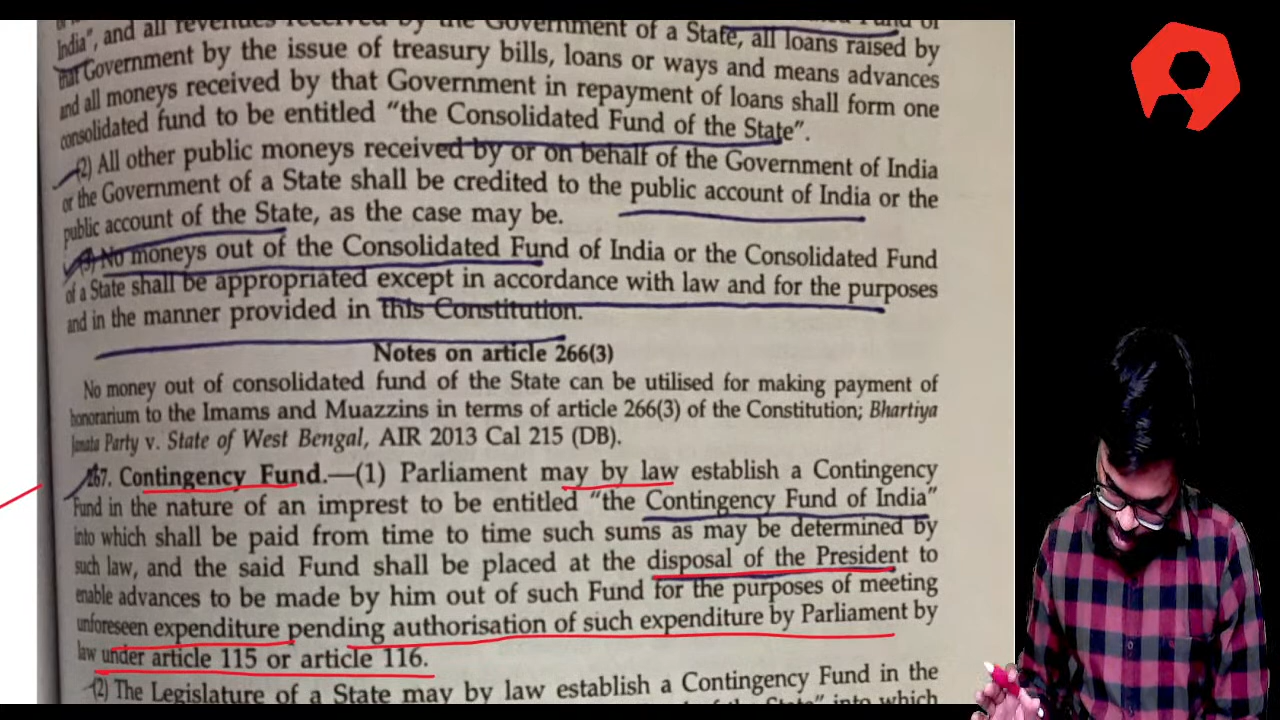 India", and all revenues received by the Government of a State, all loans raised by
that Government by the issue of treasury bills, loans or ways and means advances
and all moneys received by that Government in repayment of loans shall form one
consolidated fund to be entitled "the Consolidated Fund of the State".
(2) All other public moneys received by or on behalf of the Government of India
or the Government of a State shall be credited to the public account of India or the
public account of the State, as the case may be.
(3) No moneys out of the Consolidated Fund of India or the Consolidated Fund
of a State shall be appropriated except in accordance with law and for the purposes
and in the manner provided in this Constitution.
Notes on article 266(3)
No money out of consolidated fund of the State can be utilised for making payment of
honorarium to the Imams and Muazzins in terms of article 266(3) of the Constitution; Bhartiya
Janata Party v. State of West Bengal, AIR 2013 Cal 215 (DB).
267. Contingency Fund.—(1) Parliament may by law establish a Contingency
Fund in the nature of an imprest to be entitled "the Contingency Fund of India"
into which shall be paid from time to time such sums as may be determined by
such law, and the said Fund shall be placed at the disposal of the President to
enable advances to be made by him out of such Fund for the purposes of meeting
unforeseen expenditure pending authorisation of such expenditure by Parliament by
law under article 115 or article 116.
(2) The Legislature of a State may by law establish a Contingency Fund in the